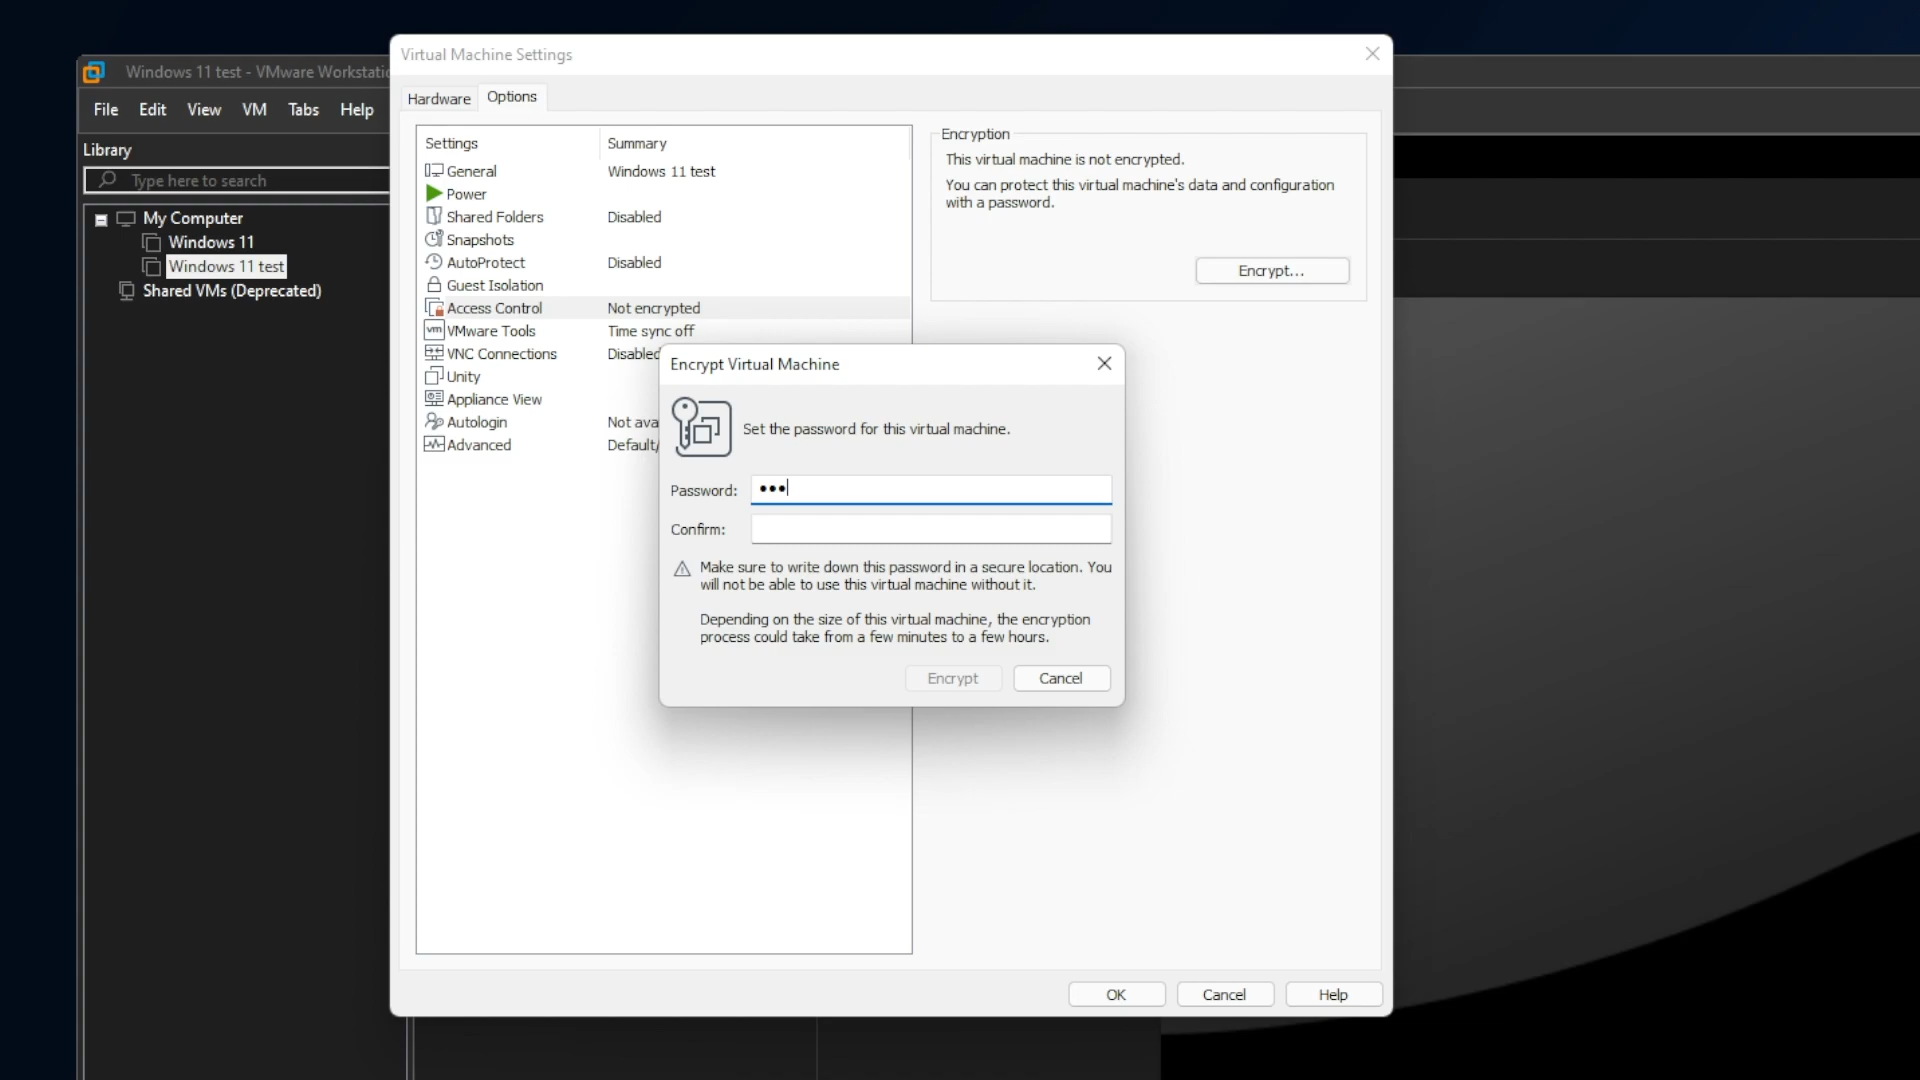 Virtual Machine Settings
Windows 11 test - VMware Workstatio
File Edit View VM Tabs Help
Library
Type here to search
My Computer
Windows 11
Windows 11 test
Shared VMs (Deprecated)
Hardware Options
Settings Summary
General Windows 11 test
Power
Shared Folders Disabled
Snapshots
AutoProtect Disabled
Guest Isolation
Access Control Not encrypted
vm VMware Tools Time sync off
VNC Connections Disabled
Unity
Appliance View
Autologin Not ava
Advanced Default/
Encryption
This virtual machine is not encrypted.
You can protect this virtual machine's data and configuration
with a password.
Encrypt...
Encrypt Virtual Machine
Set the password for this virtual machine.
Password: •••
Confirm:
Make sure to write down this password in a secure location. You
will not be able to use this virtual machine without it.
Depending on the size of this virtual machine, the encryption
process could take from a few minutes to a few hours.
Encrypt Cancel
OK Cancel Help